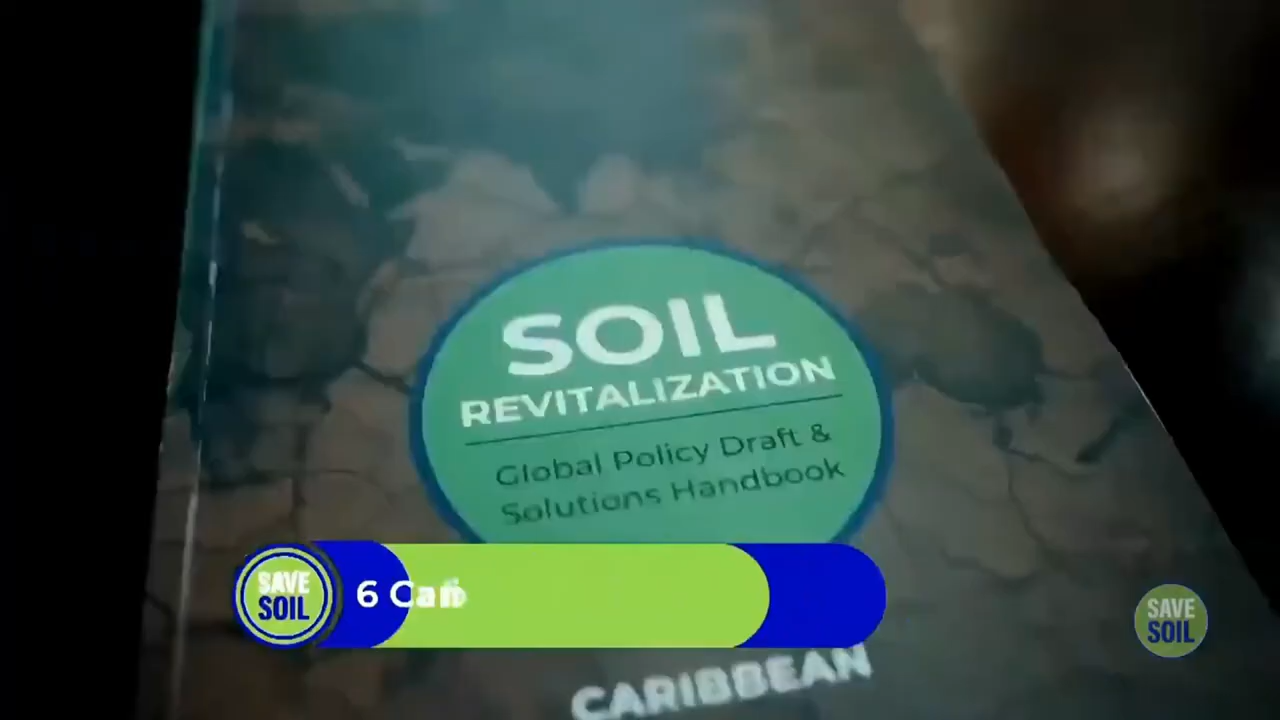 SOIL
REVITALIZATION
Global Policy Draft &
Solutions Handbook
SAVE
SOIL
6
CARIBBEAN
SAVE
SOIL